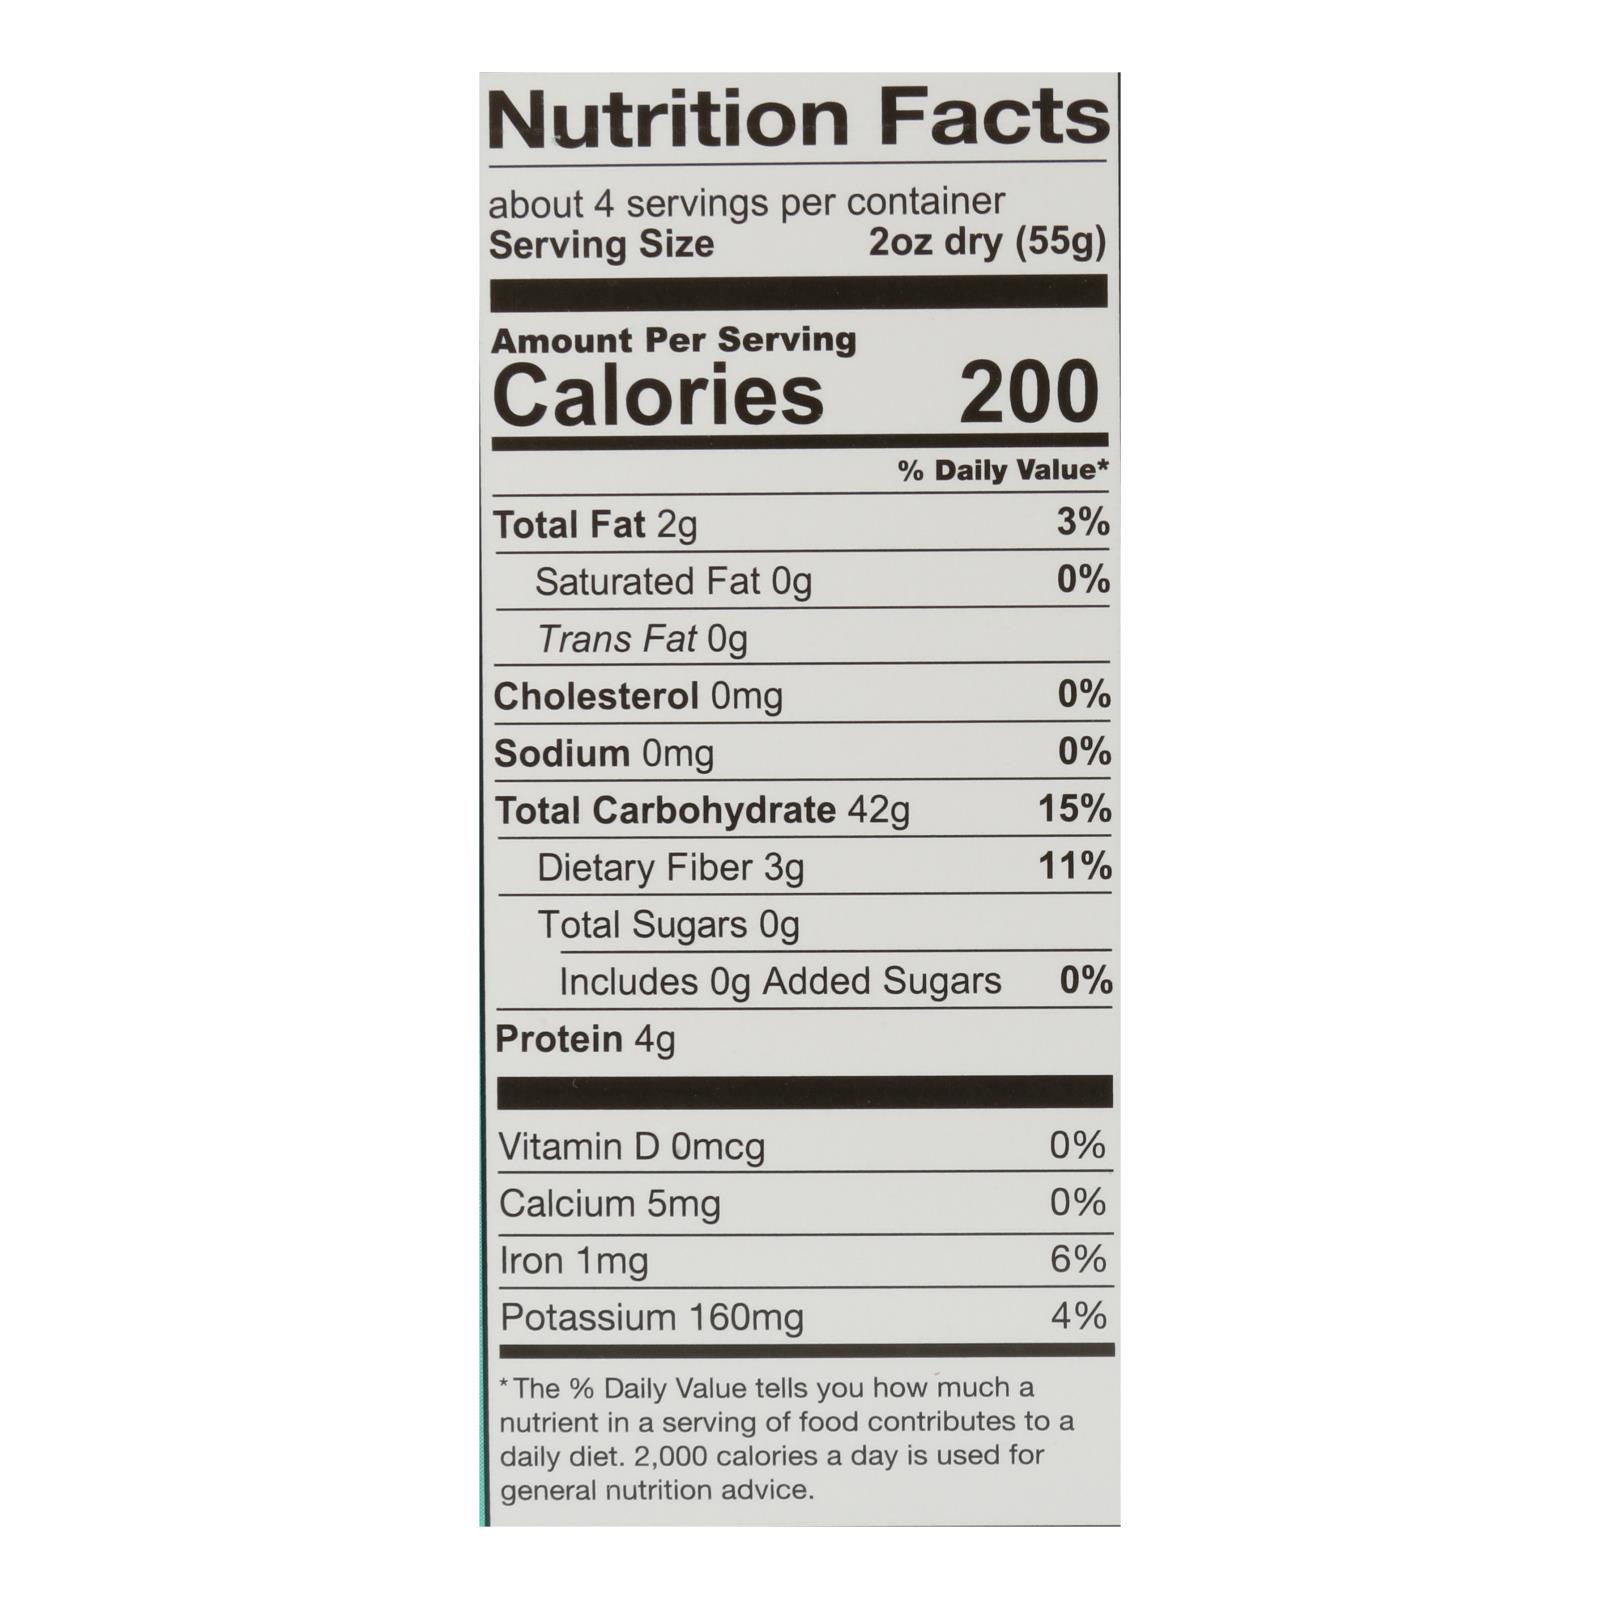 Nutrition Facts
about 4 servings per container
Serving Size 2oz dry (55g)
Amount Per Serving
Calories 200
% Daily Value*
Total Fat 2g 3%
Saturated Fat 0g 0%
Trans Fat 0g
Cholesterol 0mg 0%
Sodium 0mg 0%
Total Carbohydrate 42g 15%
Dietary Fiber 3g 11%
Total Sugars 0g
Includes 0g Added Sugars 0%
Protein 4g
Vitamin D 0mcg 0%
Calcium 5mg 0%
Iron 1mg 6%
Potassium 160mg 4%
*The % Daily Value tells you how much a
nutrient in a serving of food contributes to a
daily diet. 2,000 calories a day is used for
general nutrition advice.